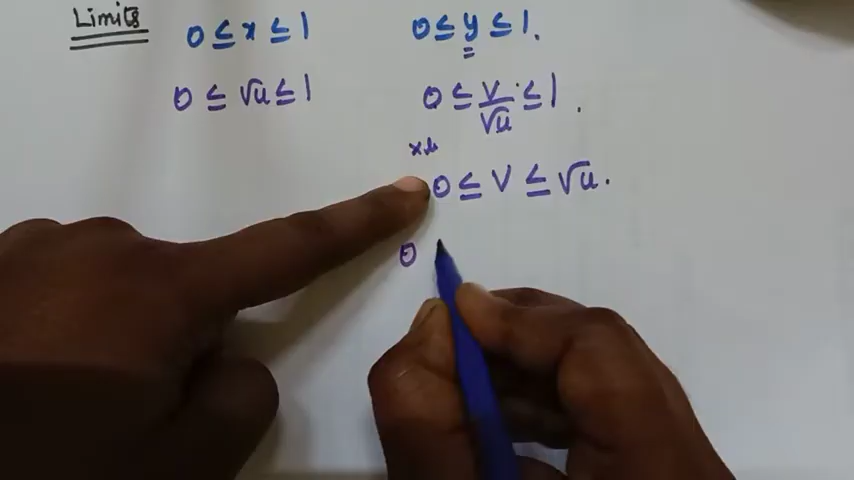 Limits
0 ≤ x ≤ 1 0 ≤ y ≤ 1.
0 ≤ √u ≤ 1 0 ≤ v/√u ≤ 1.
0 ≤ v ≤ √u.
0